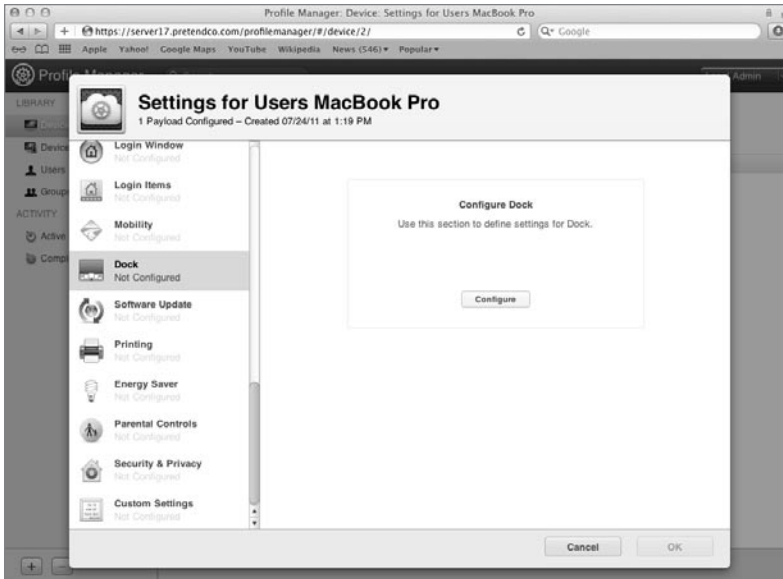 Profile Manager: Device: Settings for Users MacBook Pro
https://server17.pretendco.com/profilemanager/#/device/2/
Google
Apple Yahoo! Google Maps YouTube Wikipedia News (546) Popular
Profile Manager
Admin
LIBRARY
Device
Device
Users
Group
ACTIVITY
Active
Compl
Settings for Users MacBook Pro
1 Payload Configured – Created 07/24/11 at 1:19 PM
Login Window
Not Configured
Login Items
Not Configured
Mobility
Not Configured
Dock
Not Configured
Software Update
Not Configured
Printing
Not Configured
Energy Saver
Not Configured
Parental Controls
Not Configured
Security & Privacy
Not Configured
Custom Settings
Not Configured
Configure Dock
Use this section to define settings for Dock.
Configure
Cancel
OK